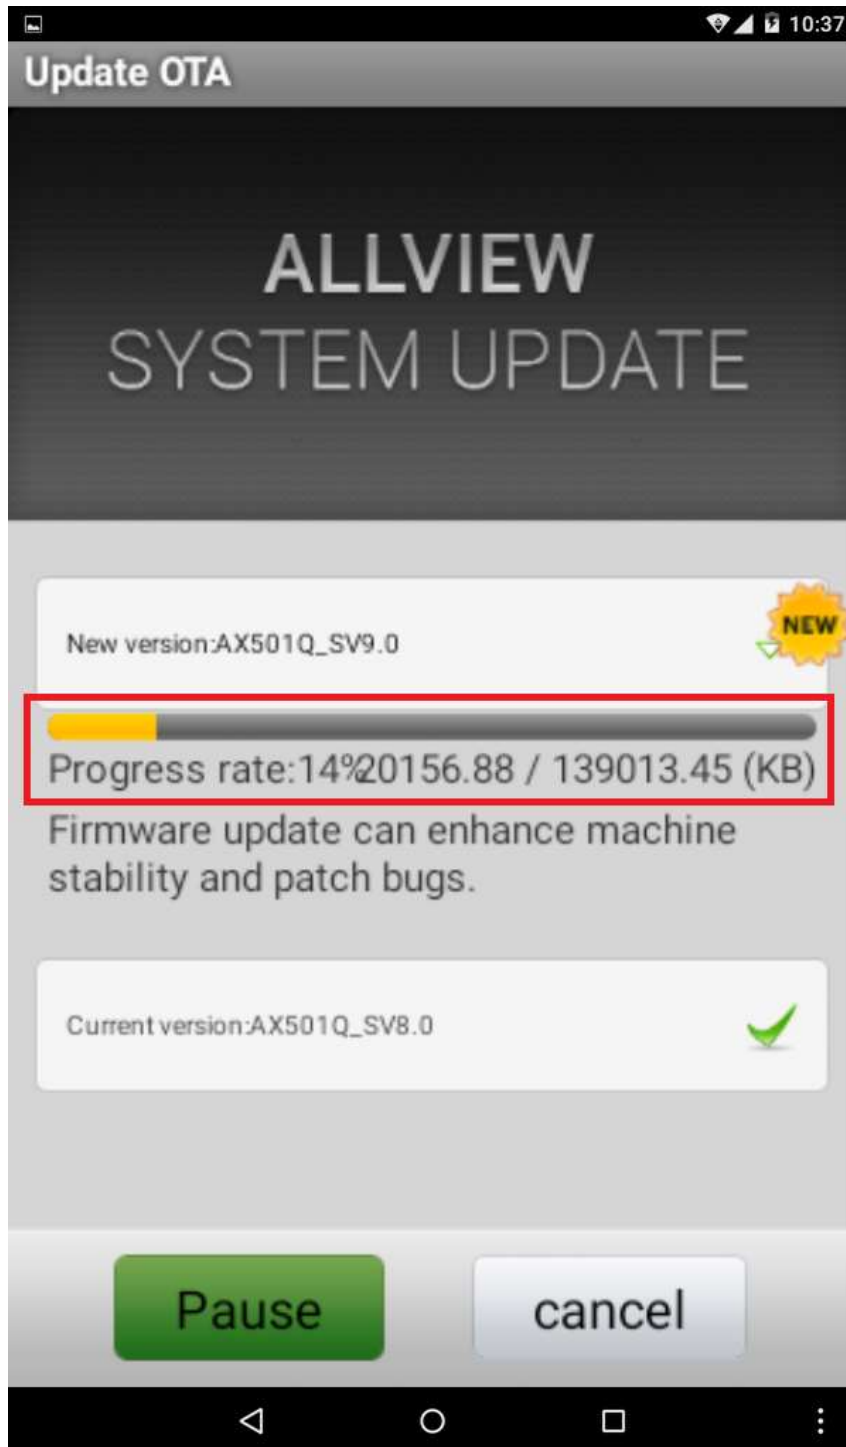 10:37
Update OTA
ALLVIEW
SYSTEM UPDATE
New version:AX501Q_SV9.0
NEW
Progress rate:14%20156.88 / 139013.45 (KB)
Firmware update can enhance machine
stability and patch bugs.
Current version:AX501Q_SV8.0
Pause
cancel